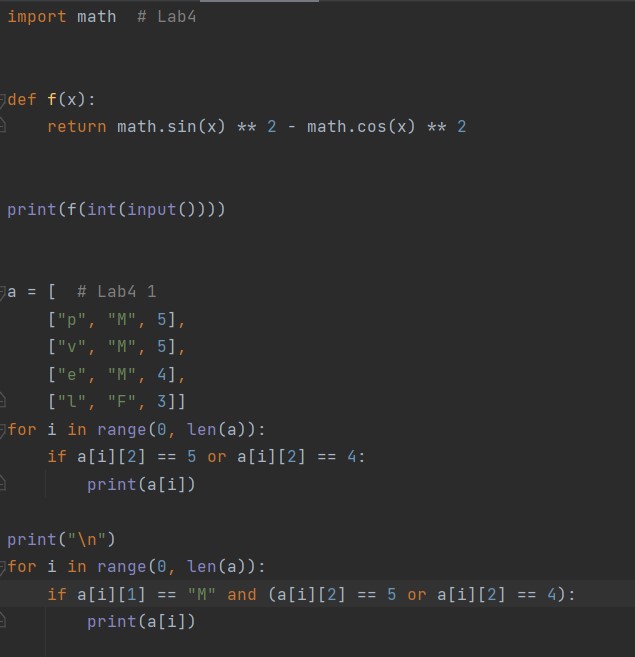 import math  # Lab4
def f(x):
    return math.sin(x) ** 2 - math.cos(x) ** 2
print(f(int(input())))
a = [  # Lab4 1
    ["p", "M", 5],
    ["v", "M", 5],
    ["e", "M", 4],
    ["l", "F", 3]]
for i in range(0, len(a)):
    if a[i][2] == 5 or a[i][2] == 4:
        print(a[i])
print("\n")
for i in range(0, len(a)):
    if a[i][1] == "M" and (a[i][2] == 5 or a[i][2] == 4):
        print(a[i])